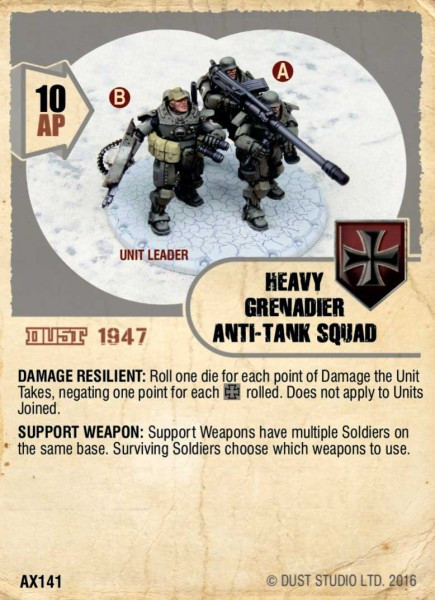 10
AP
B
A
UNIT LEADER
HEAVY
GRENADIER
ANTI-TANK SQUAD
DUST 1947
DAMAGE RESILIENT: Roll one die for each point of Damage the Unit
Takes, negating one point for each rolled. Does not apply to Units
Joined.
SUPPORT WEAPON: Support Weapons have multiple Soldiers on
the same base. Surviving Soldiers choose which weapons to use.
AX141
© DUST STUDIO LTD. 2016